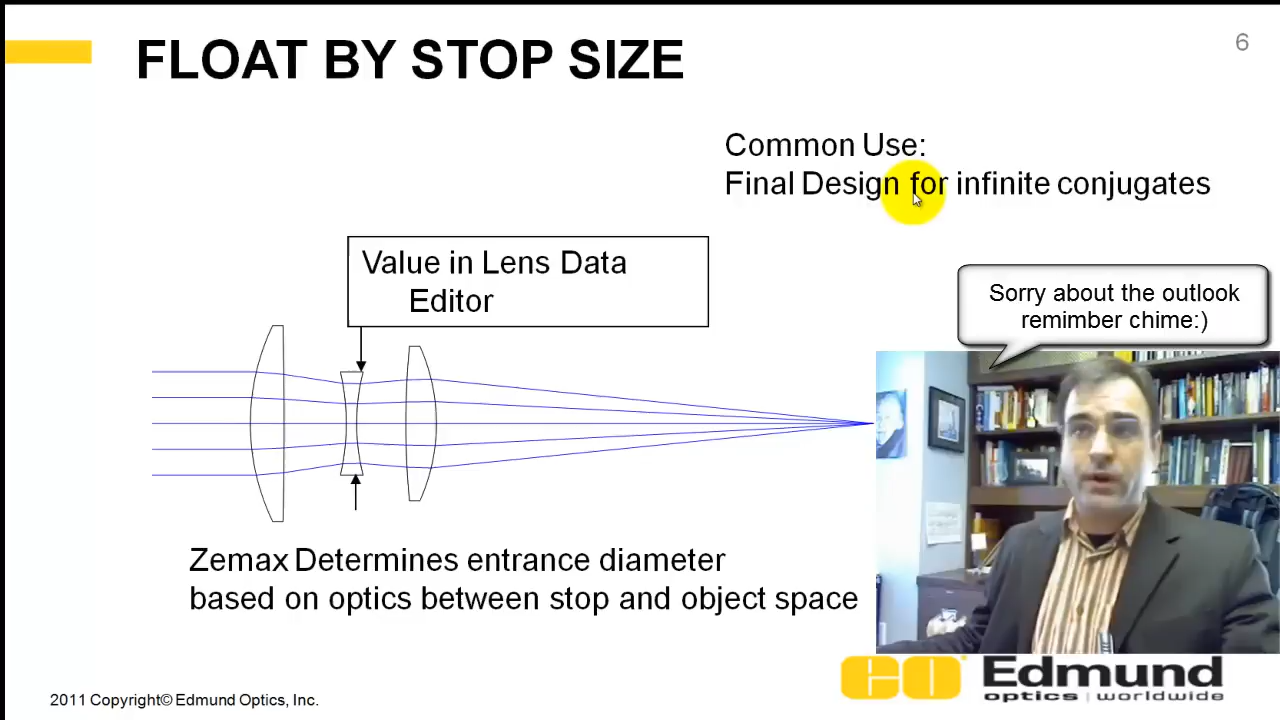 FLOAT BY STOP SIZE
6
Common Use:
Final Design for infinite conjugates
Value in Lens Data
Editor
Sorry about the outlook
remimber chime:)
Zemax Determines entrance diameter
based on optics between stop and object space
EO Edmund
optics | worldwide
2011 Copyright© Edmund Optics, Inc.